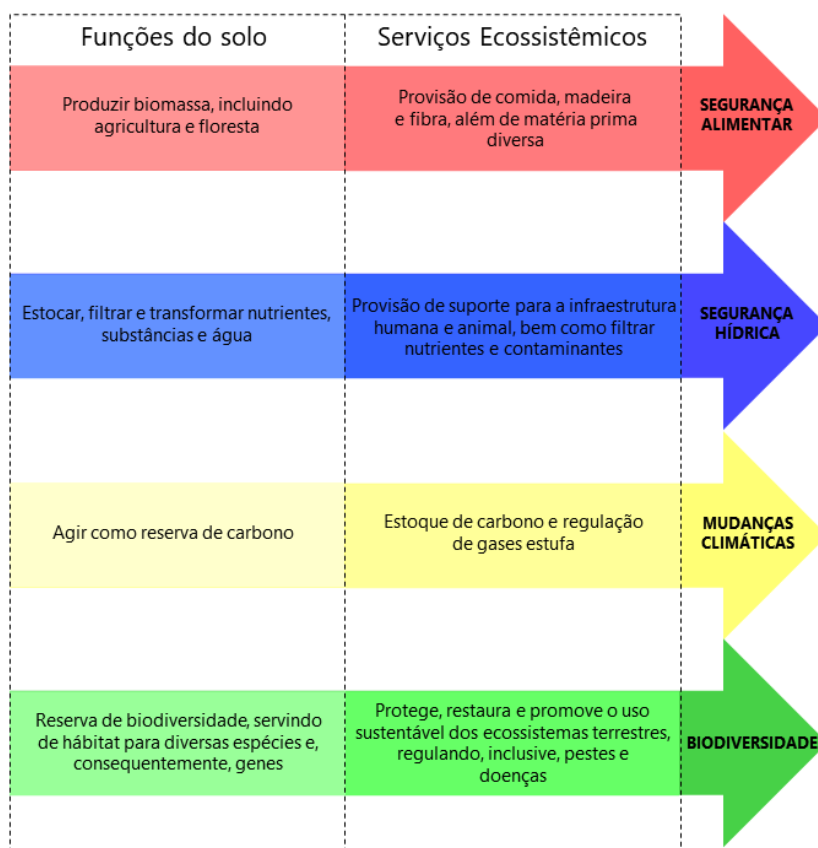 Funções do solo
Serviços Ecossistêmicos
Produzir biomassa, incluindo
agricultura e floresta
Provisão de comida, madeira
e fibra, além de matéria prima
diversa
SEGURANÇA
ALIMENTAR
Estocar, filtrar e transformar nutrientes,
substâncias e água
Provisão de suporte para a infraestrutura
humana e animal, bem como filtrar
nutrientes e contaminantes
SEGURANÇA
HÍDRICA
Agir como reserva de carbono
Estoque de carbono e regulação
de gases estufa
MUDANÇAS
CLIMÁTICAS
Reserva de biodiversidade, servindo
de hábitat para diversas espécies e,
consequentemente, genes
Protege, restaura e promove o uso
sustentável dos ecossistemas terrestres,
regulando, inclusive, pestes e
doenças
BIODIVERSIDADE